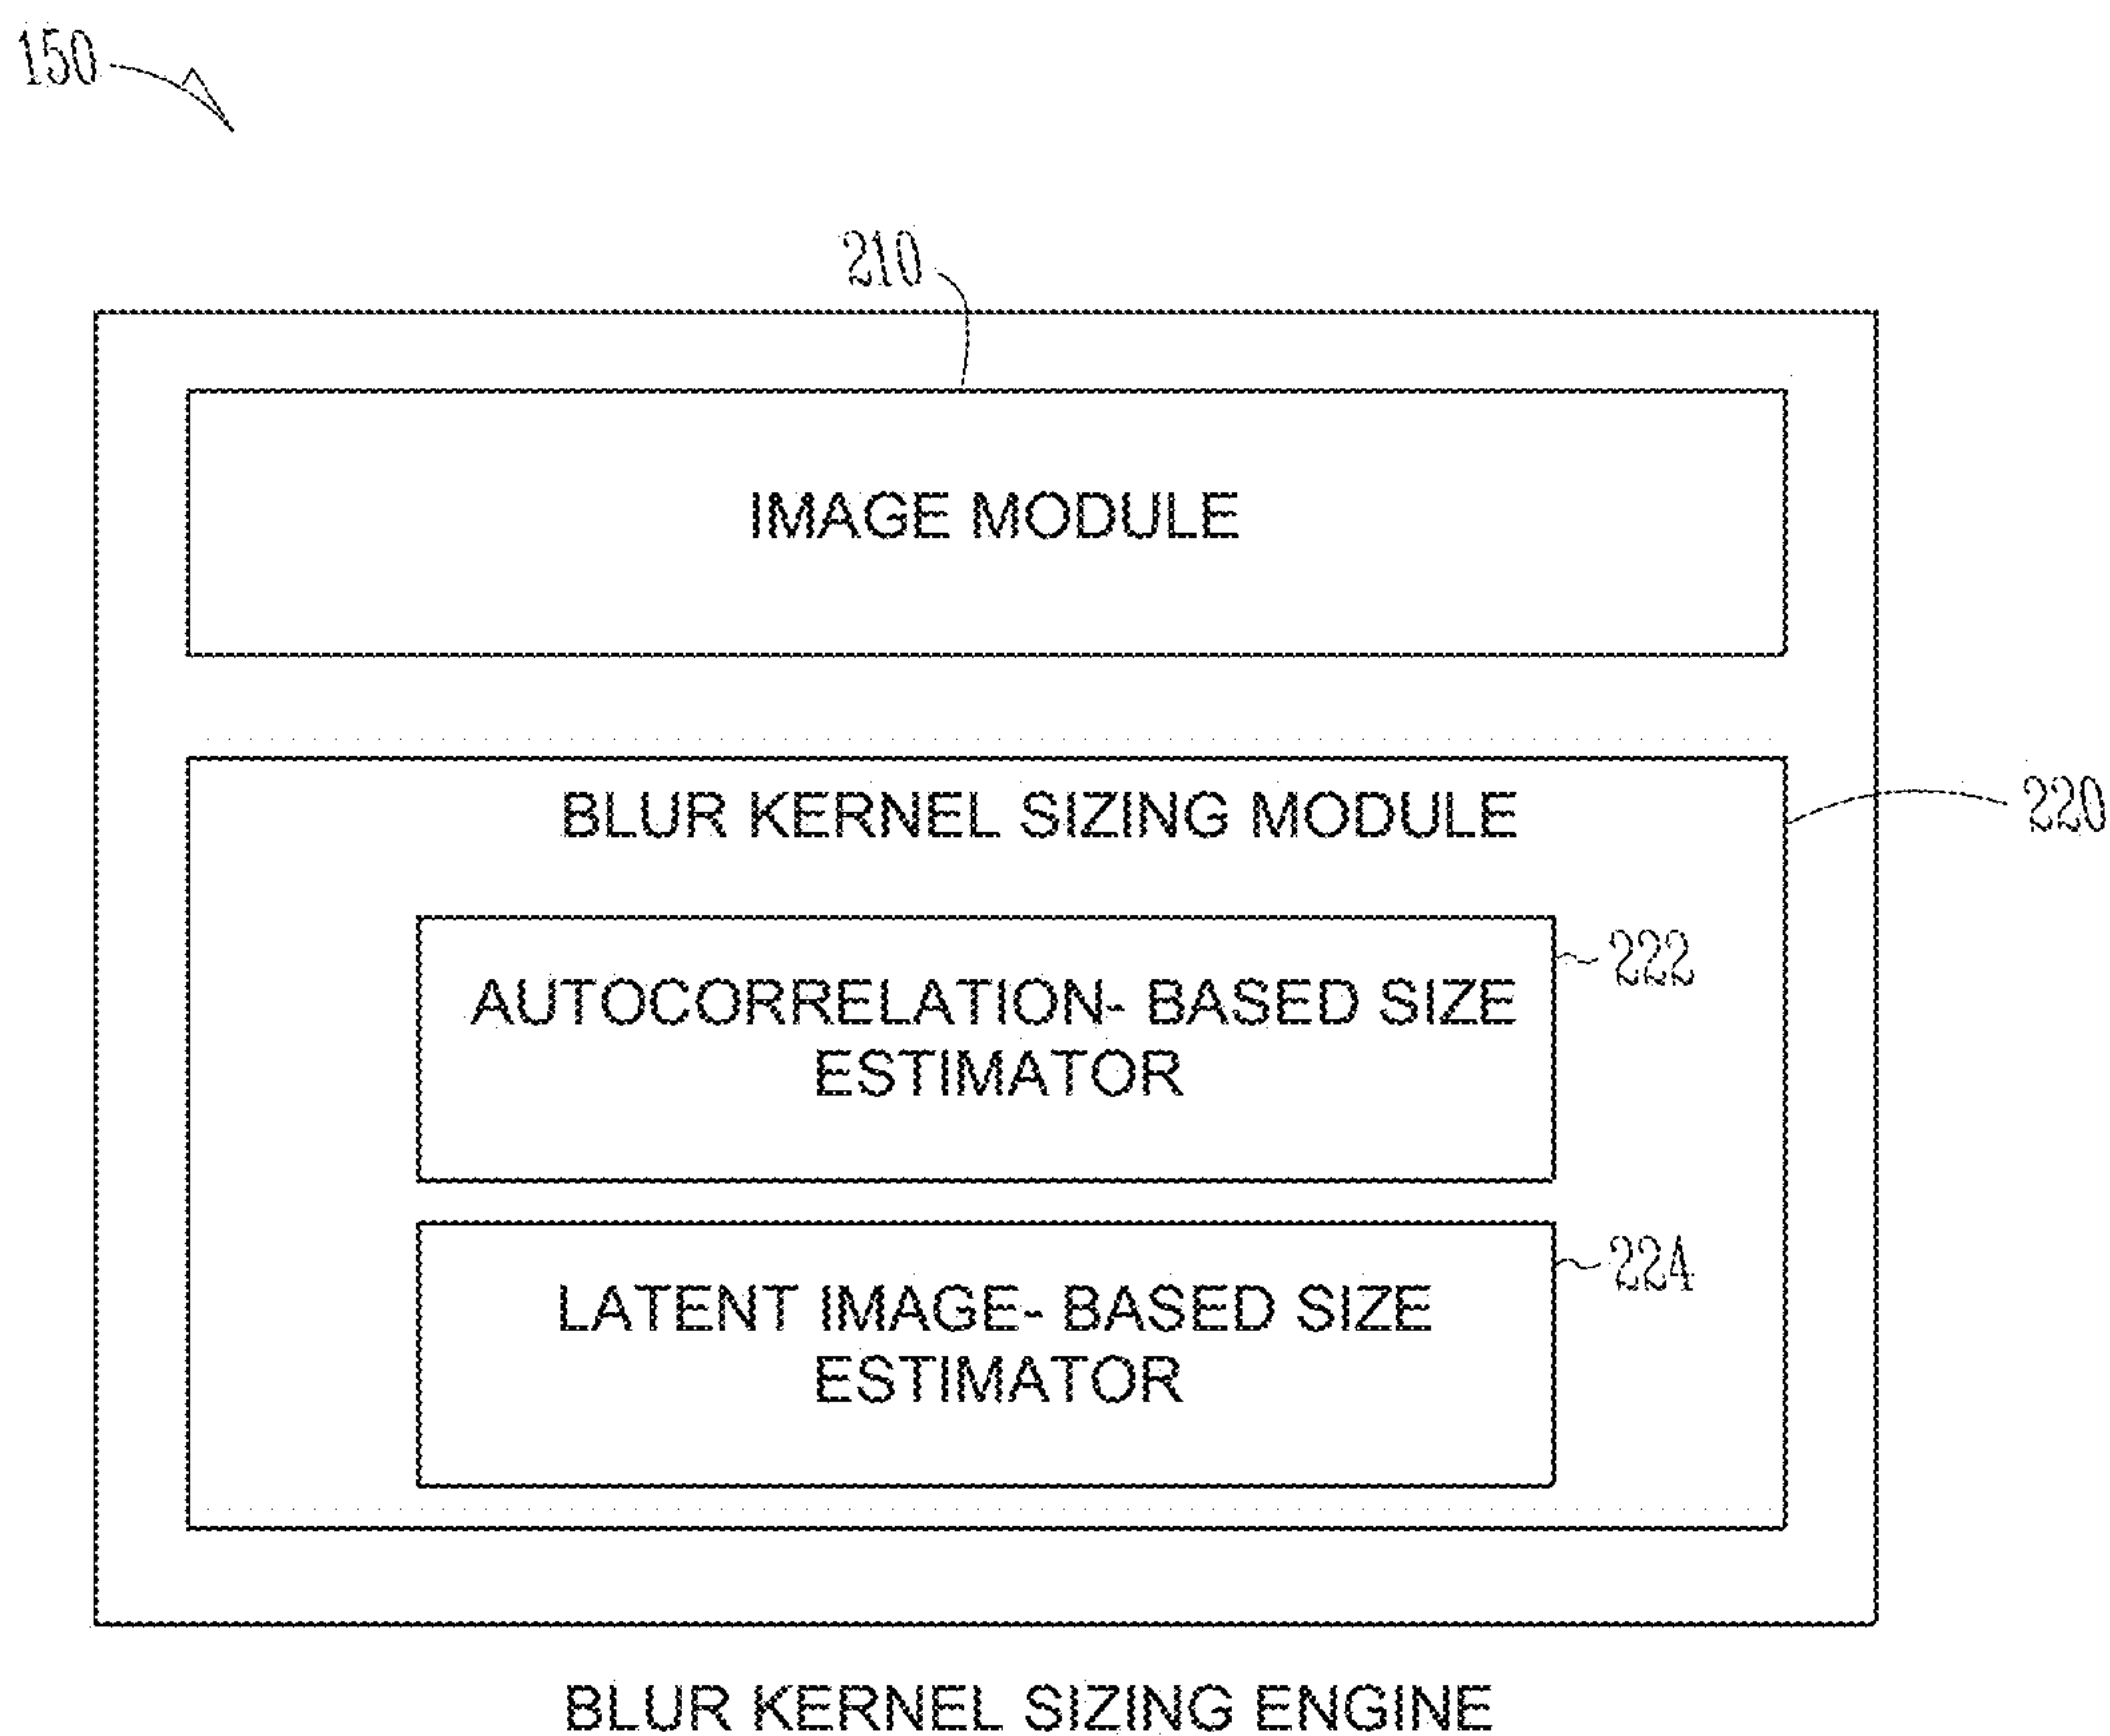 150
210
IMAGE MODULE
BLUR KERNEL SIZING MODULE
220
AUTOCORRELATION- BASED SIZE
ESTIMATOR
222
LATENT IMAGE- BASED SIZE
ESTIMATOR
224
BLUR KERNEL SIZING ENGINE